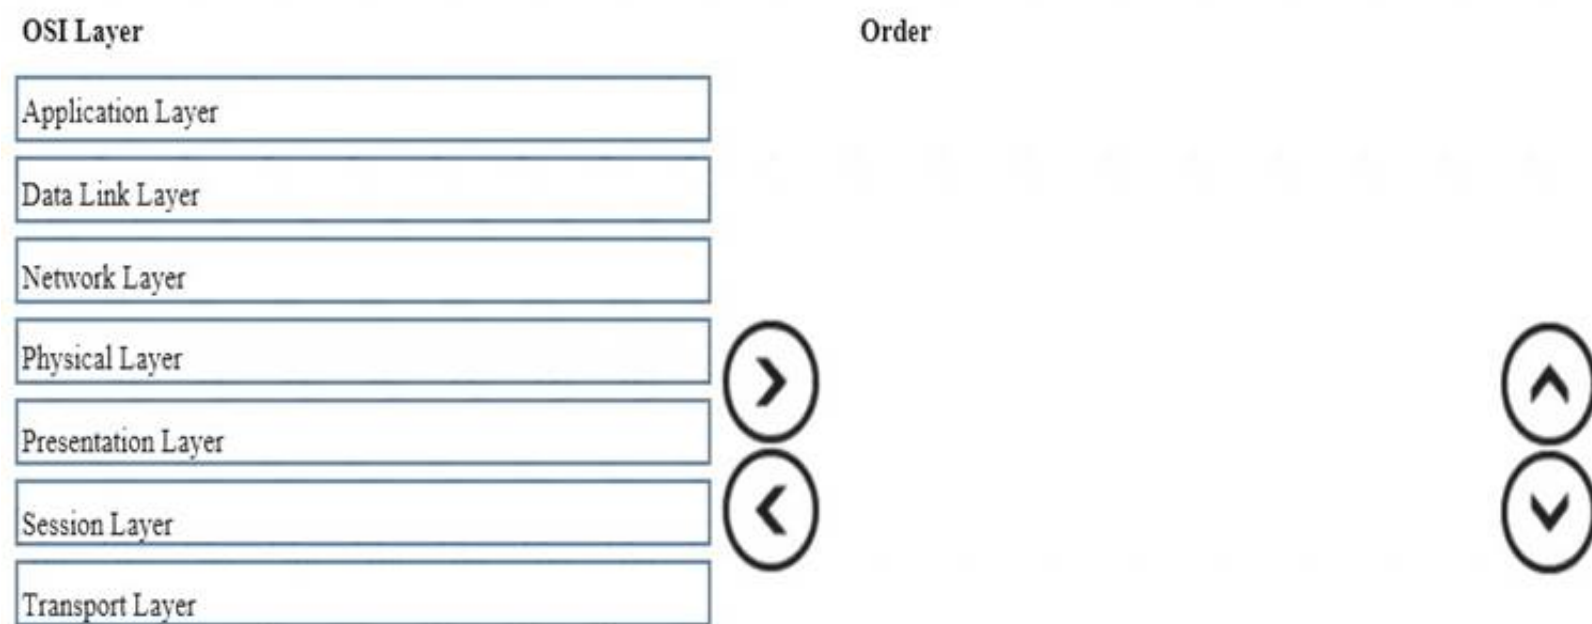 OSI Layer
Order
Application Layer
Data Link Layer
Network Layer
Physical Layer
Presentation Layer
Session Layer
Transport Layer